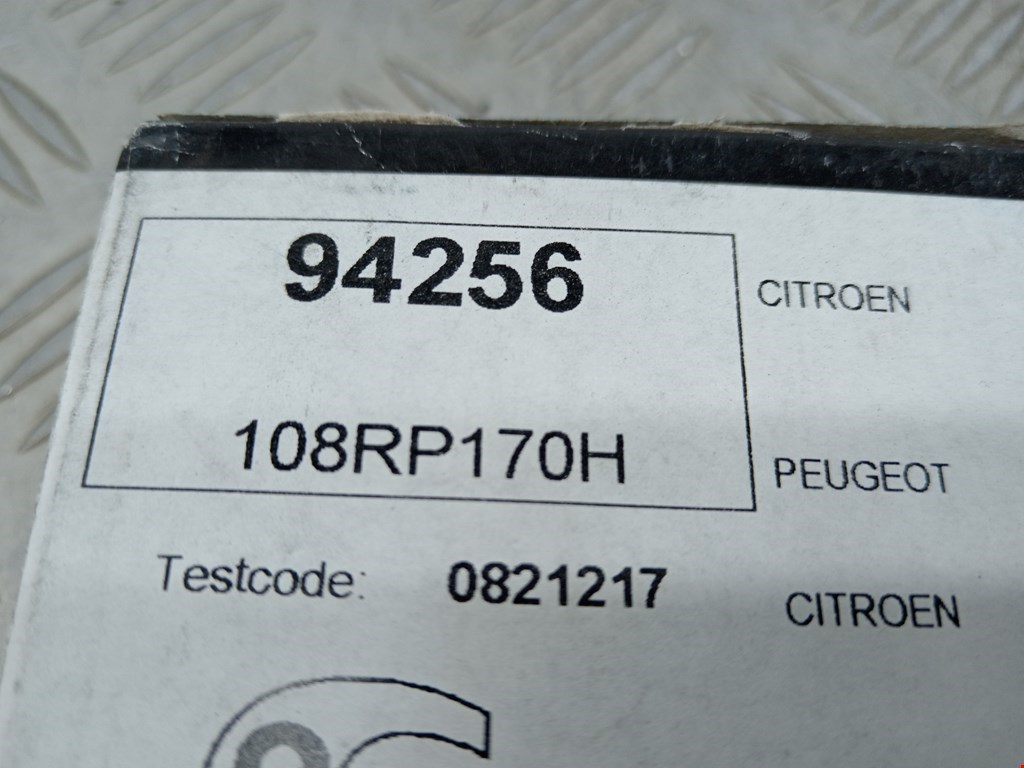 94256
CITROEN
108RP170H
PEUGEOT
Testcode: 0821217
CITROEN